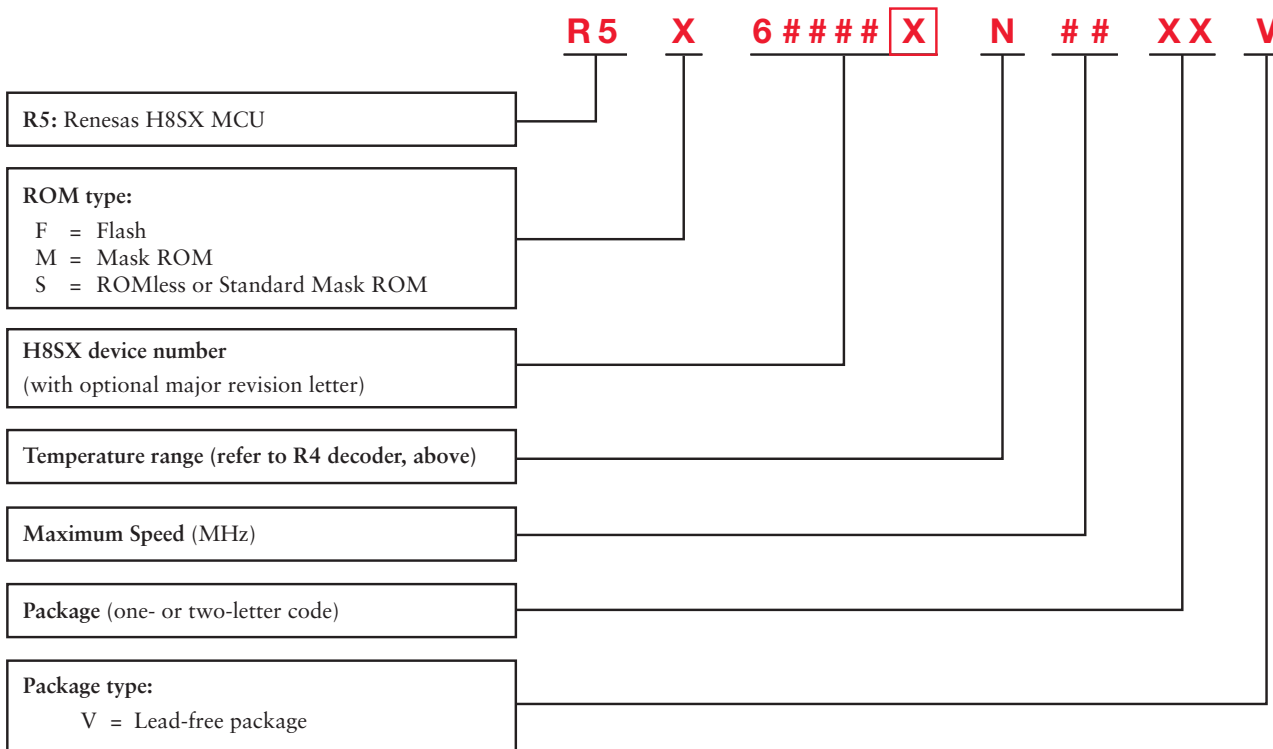 R5 X 6####X N ## XX V
R5: Renesas H8SX MCU
ROM type:
F = Flash
M = Mask ROM
S = ROMless or Standard Mask ROM
H8SX device number
(with optional major revision letter)
Temperature range (refer to R4 decoder, above)
Maximum Speed (MHz)
Package (one- or two-letter code)
Package type:
V = Lead-free package